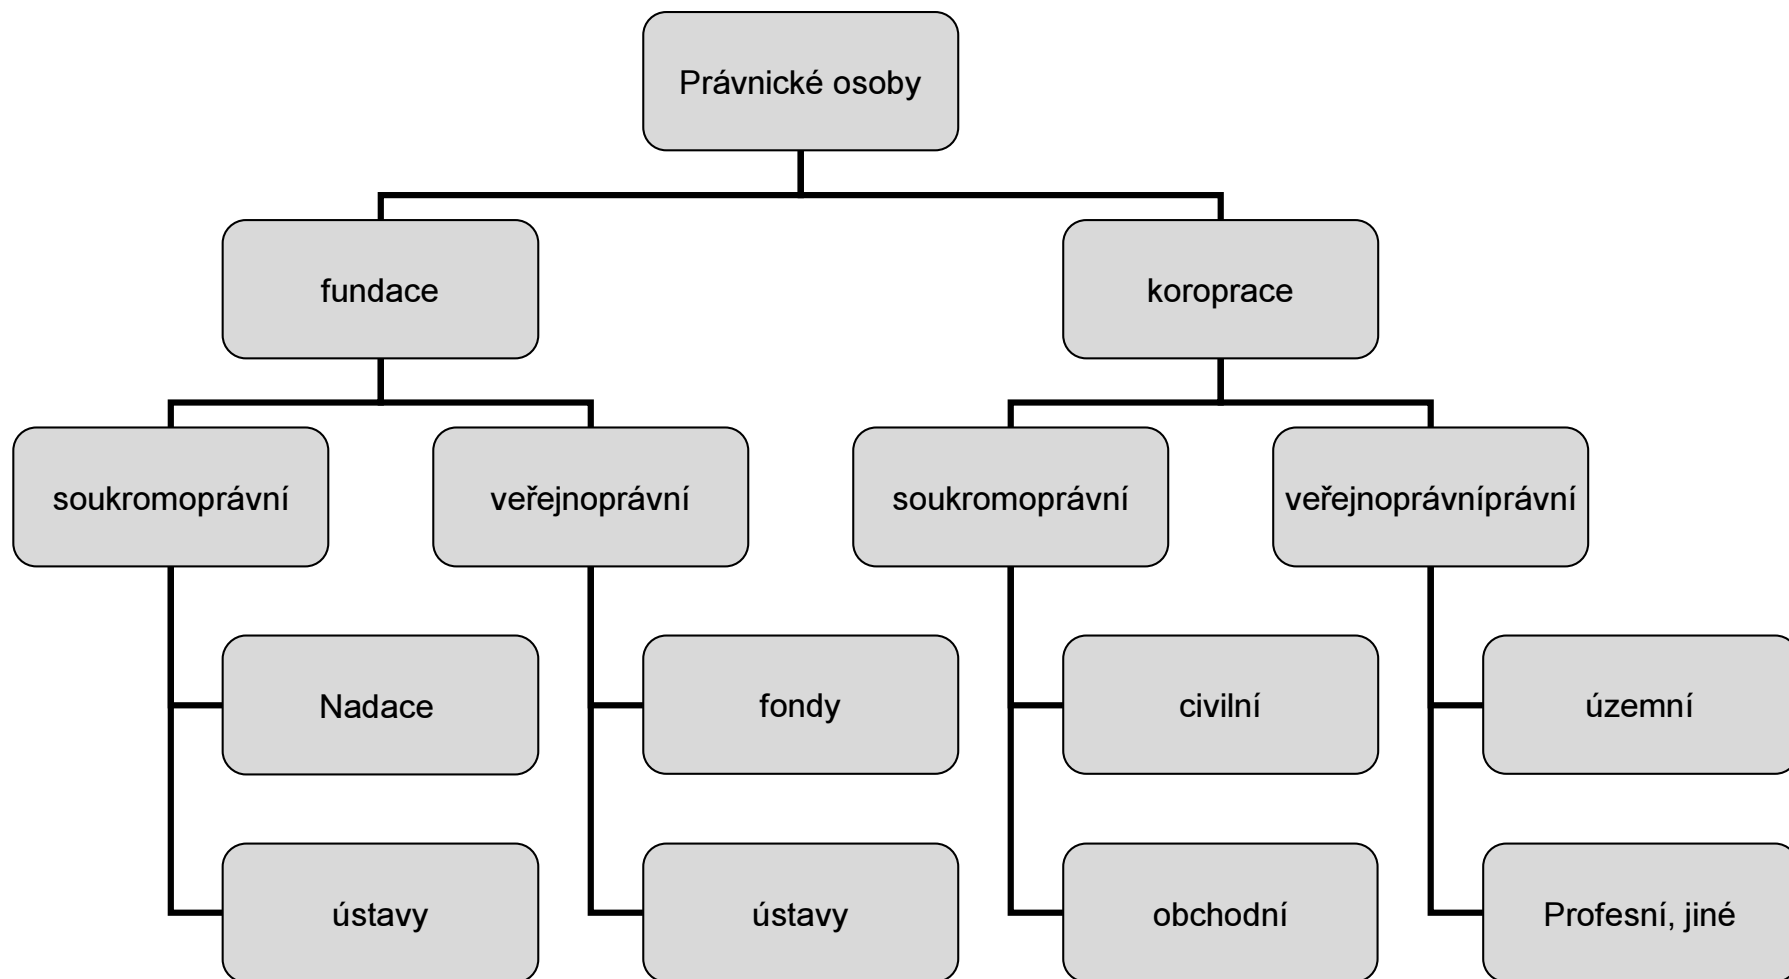 Právnické osoby
fundace
koroprace
soukromoprávní
veřejnoprávní
soukromoprávní
veřejnoprávníprávní
Nadace
fondy
civilní
územní
ústavy
ústavy
obchodní
Profesní, jiné